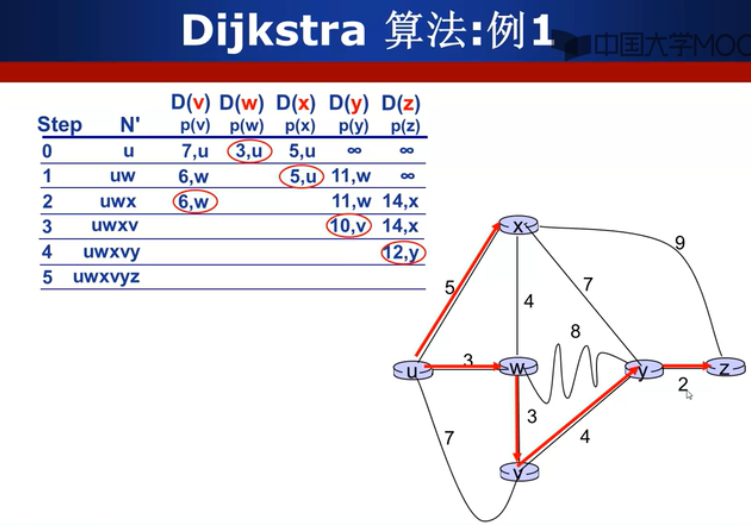 Dijkstra 算法:例1
中国大学MOC
D(v) D(w) D(x) D(y) D(z)
Step N' p(v) p(w) p(x) p(y) p(z)
0 u 7,u 3,u 5,u ∞ ∞
1 uw 6,w 5,u 11,w ∞
2 uwx 6,w 11,w 14,x
3 uwxv 10,v 14,x
4 uwxvy 12,y
5 uwxvyz
x
9
5
7
4
8
u
3
w
y
z
2
3
7
4
v